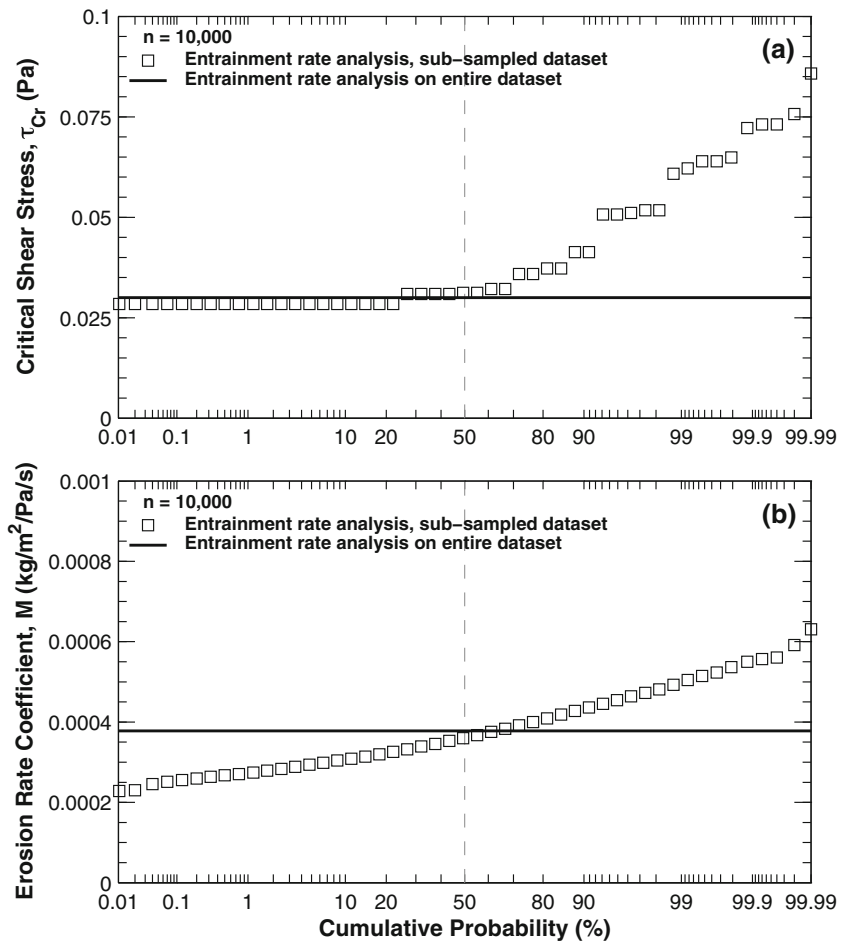 0.1
n = 10,000
Entrainment rate analysis, sub-sampled dataset
Entrainment rate analysis on entire dataset
(a)
Critical Shear Stress, τCr (Pa)
0.075
0.05
0.025
0
0.01 0.1 1 10 20 50 80 90 99 99.9 99.99
0.001
n = 10,000
Entrainment rate analysis, sub-sampled dataset
Entrainment rate analysis on entire dataset
(b)
Erosion Rate Coefficient, M (kg/m²/Pa/s)
0.0008
0.0006
0.0004
0.0002
0
0.01 0.1 1 10 20 50 80 90 99 99.9 99.99
Cumulative Probability (%)